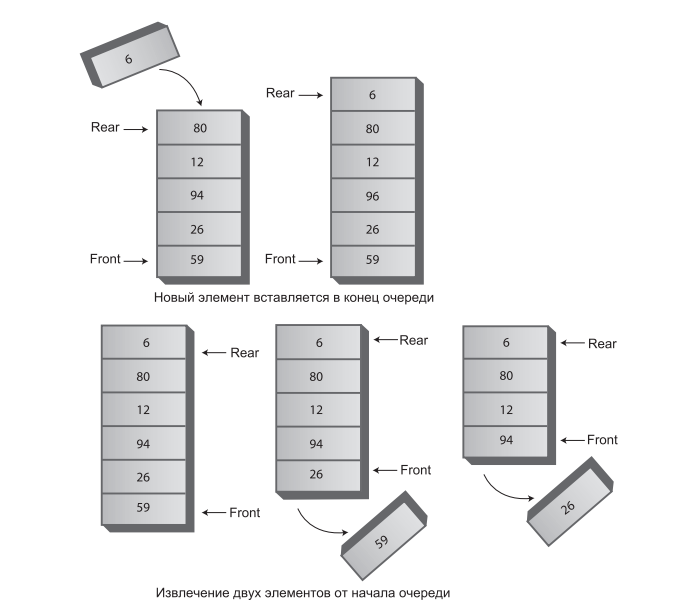 6
Rear
80
12
94
26
Front
59
Rear
6
80
12
96
26
Front
59
Новый элемент вставляется в конец очереди
6
Rear
80
12
94
26
59
Front
6
Rear
80
12
94
26
Front
59
6
Rear
80
12
94
Front
26
Извлечение двух элементов от начала очереди